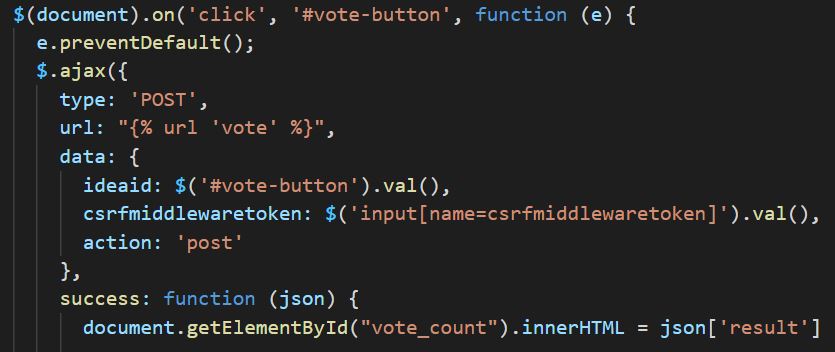 $(document).on('click', '#vote-button', function (e) {
e.preventDefault();
$.ajax({
type: 'POST',
url: "{% url 'vote' %}",
data: {
ideaid: $('#vote-button').val(),
csrfmiddlewaretoken: $('input[name=csrfmiddlewaretoken]').val(),
action: 'post'
},
success: function (json) {
document.getElementById("vote_count").innerHTML = json['result']